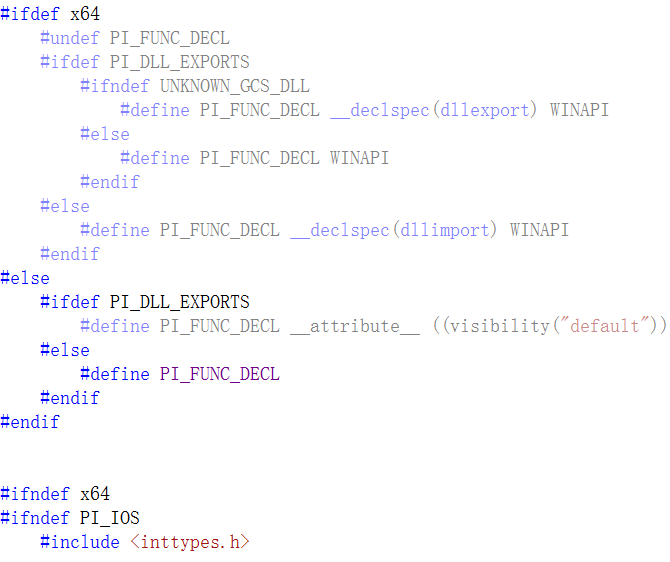 #ifdef x64
    #undef PI_FUNC_DECL
    #ifdef PI_DLL_EXPORTS
        #ifndef UNKNOWN_GCS_DLL
            #define PI_FUNC_DECL __declspec(dllexport) WINAPI
        #else
            #define PI_FUNC_DECL WINAPI
        #endif
    #else
        #define PI_FUNC_DECL __declspec(dllimport) WINAPI
    #endif
#else
    #ifdef PI_DLL_EXPORTS
        #define PI_FUNC_DECL __attribute__ ((visibility("default"))
    #else
        #define PI_FUNC_DECL
    #endif
#endif
#ifndef x64
#ifndef PI_IOS
    #include <inttypes.h>